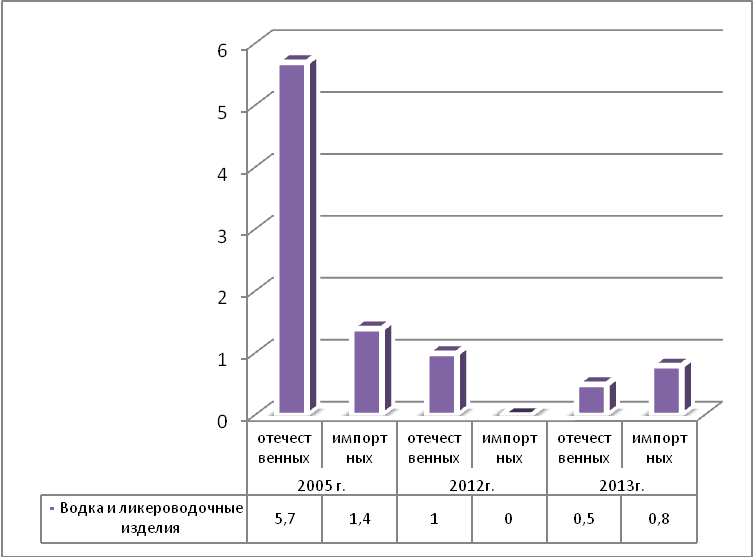 6
5
4
3
2
1
0
отечест импорт отечест импорт отечест импорт
венных ных венных ных венных ных
2005 г. 2012г. 2013г.
Водка и ликероводочные
изделия 5,7 1,4 1 0 0,5 0,8